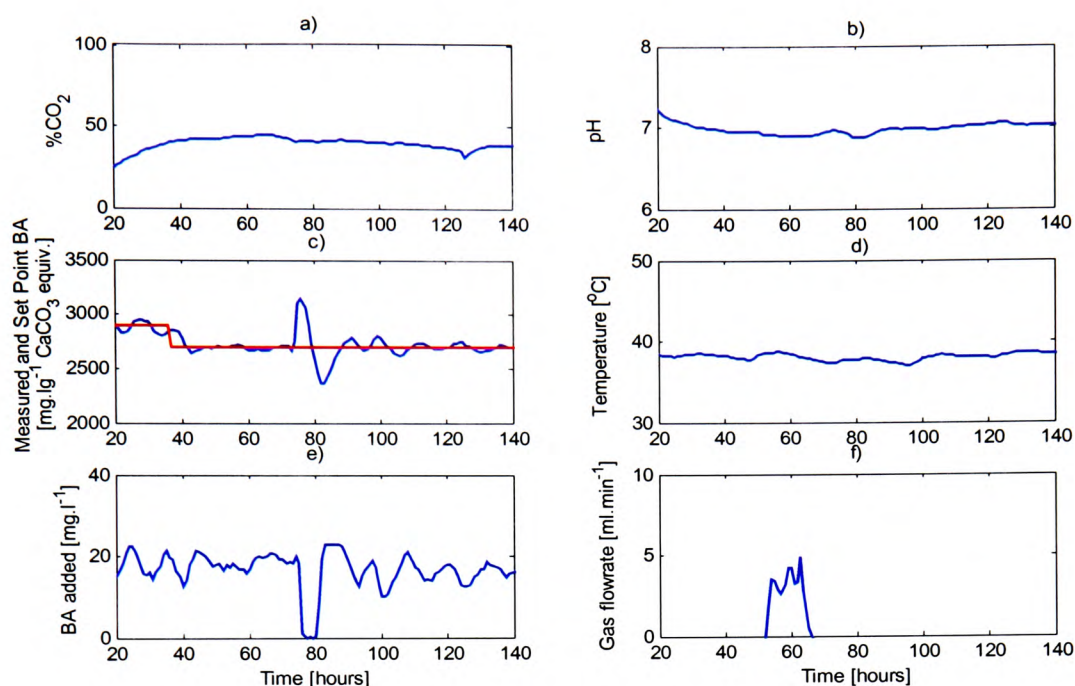 a)
%CO2
100
50
0
20 40 60 80 100 120 140
b)
pH
8
7
6
20 40 60 80 100 120 140
c)
Measured and Set Point BA
[mg.lg-1 CaCO3 equiv.]
3500
3000
2500
2000
20 40 60 80 100 120 140
d)
Temperature [oC]
50
40
30
20 40 60 80 100 120 140
e)
BA added [mg.l-1]
40
20
0
20 40 60 80 100 120 140
Time [hours]
f)
Gas flowrate [ml.min-1]
10
5
0
20 40 60 80 100 120 140
Time [hours]